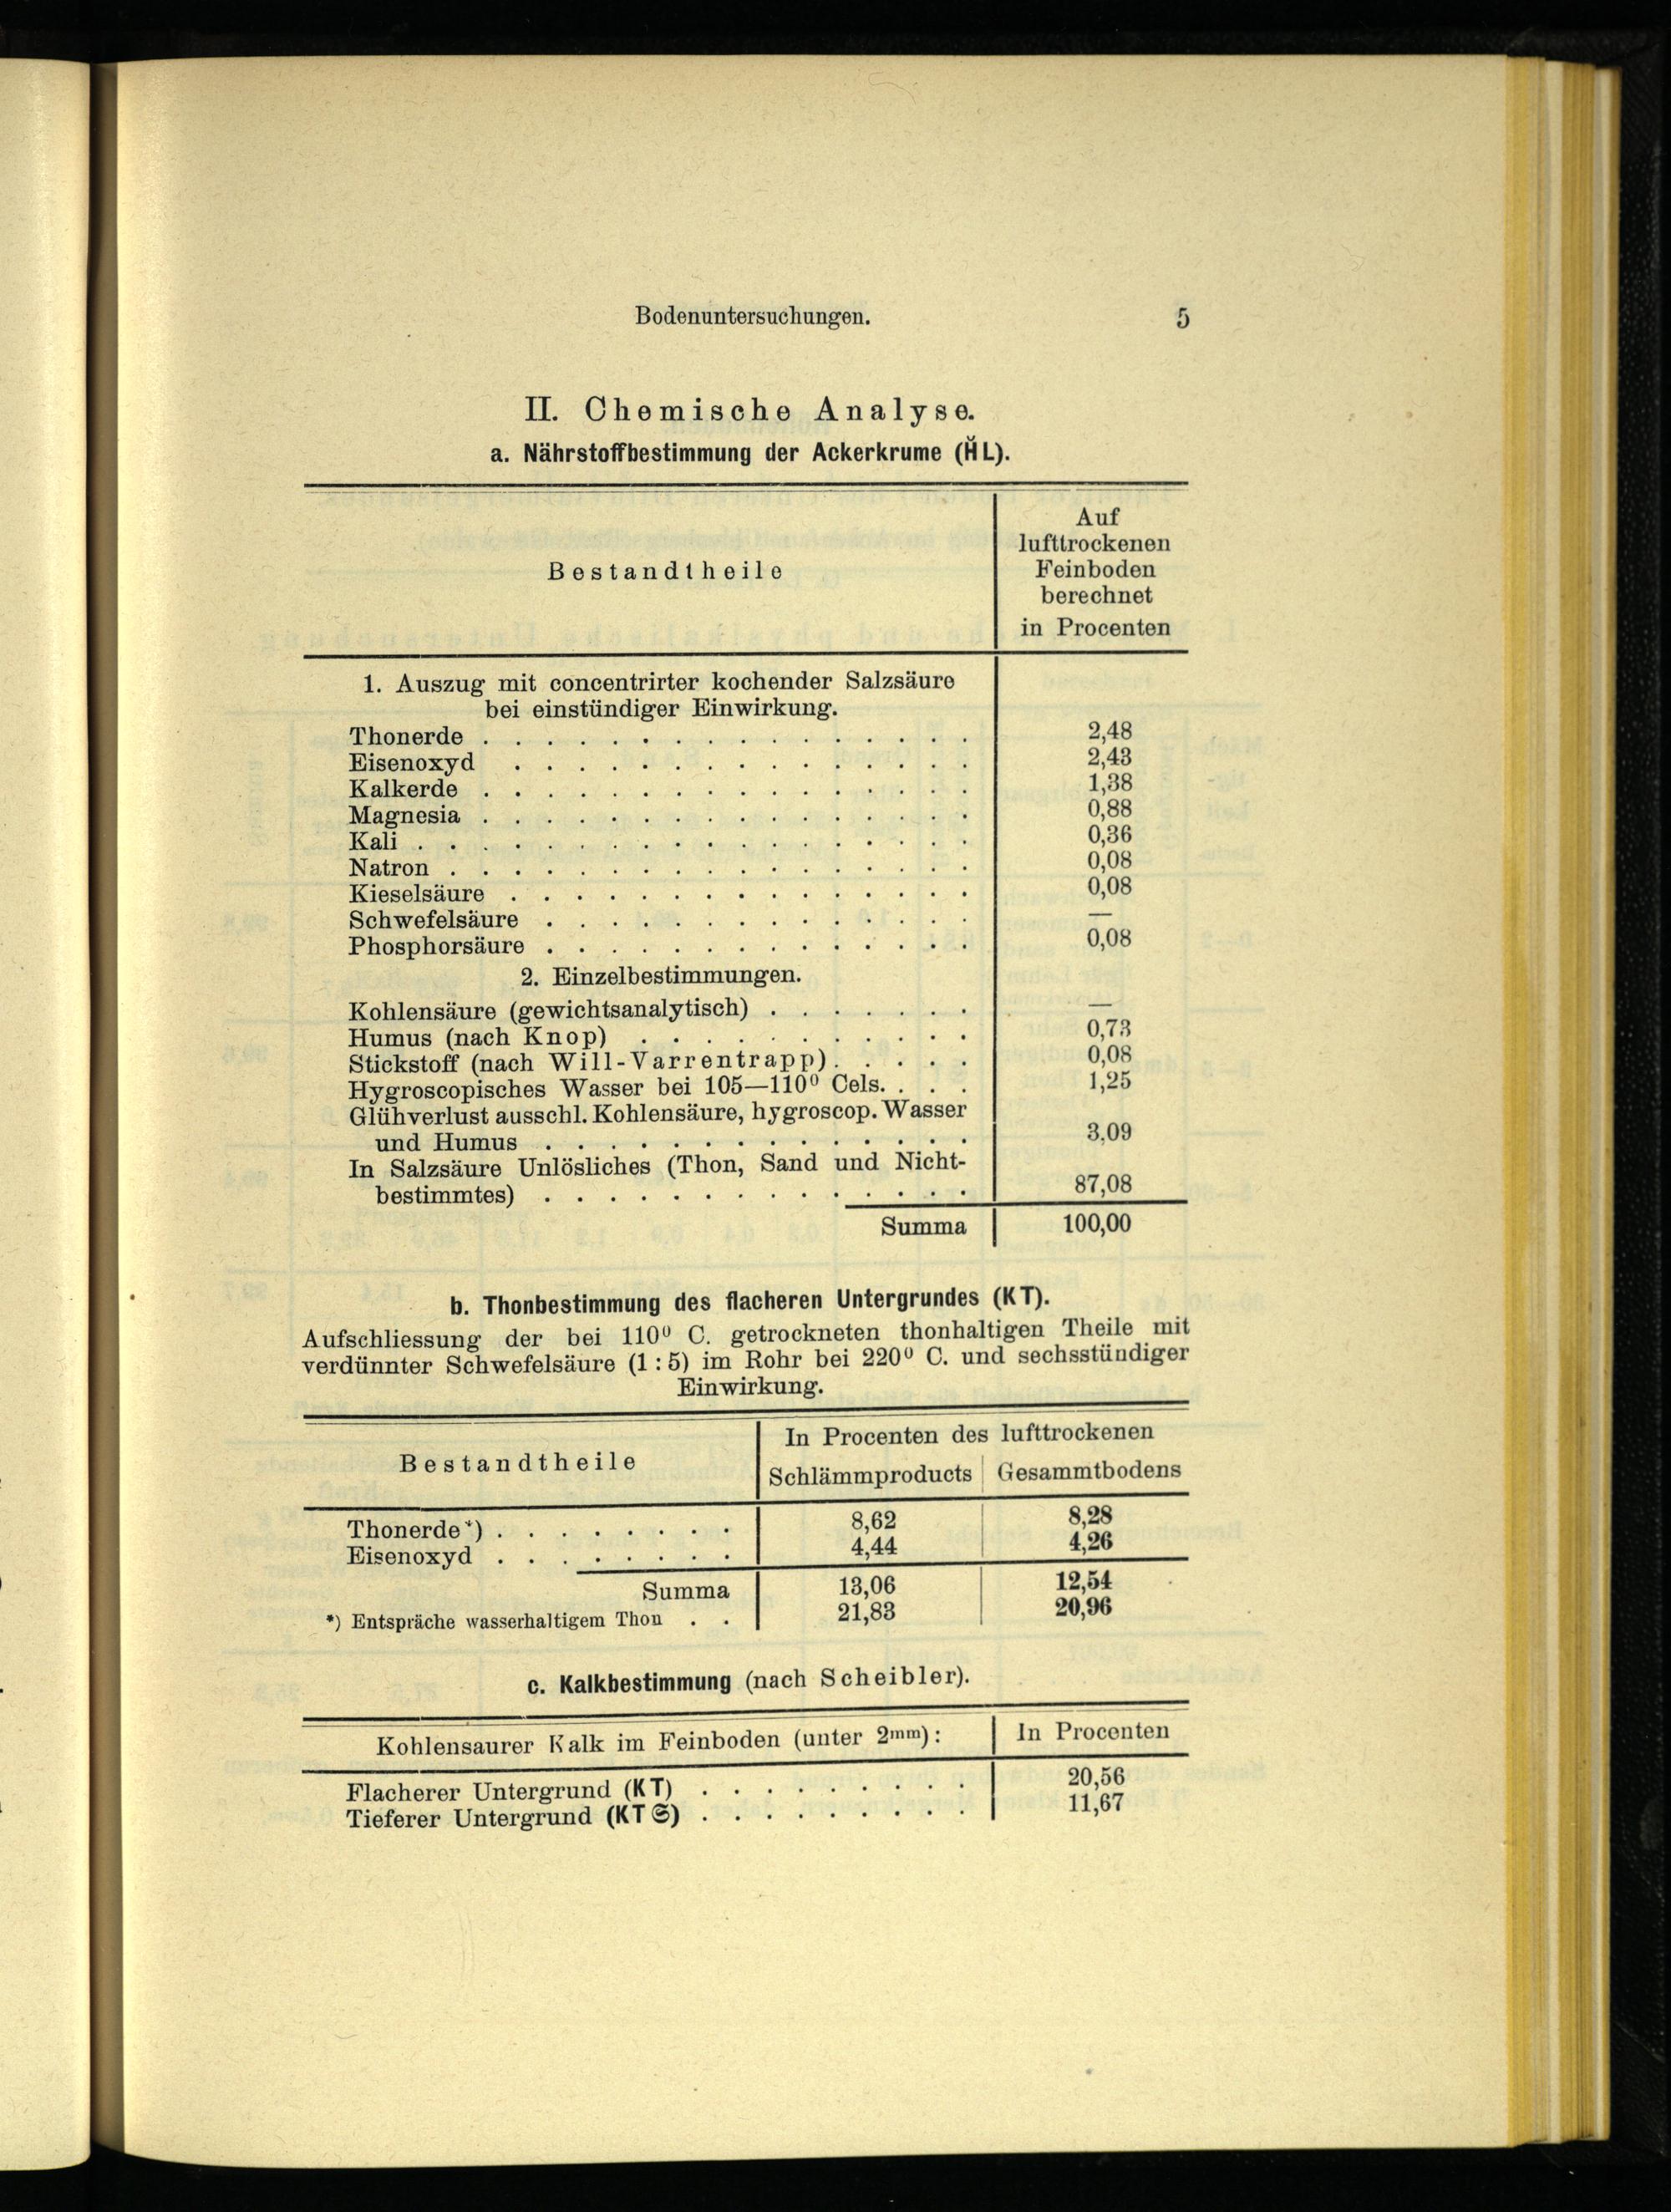 Bodenuntersuchungen. 5
II. Chemische Analyse.
a. Nährstoffbestimmung der Ackerkrume (H̆L).
Bestandtheile
Auf
lufttrockenen
Feinboden
berechnet
in Procenten
1. Auszug mit concentrirter kochender Salzsäure
bei einstündiger Einwirkung.
Thonerde . . . . . . . . . . . . . . . . 2,48
Eisenoxyd . . . . . . . . . . . . . . . 2,43
Kalkerde . . . . . . . . . . . . . . . . 1,38
Magnesia . . . . . . . . . . . . . . . . 0,88
Kali . . . . . . . . . . . . . . . . . . 0,36
Natron . . . . . . . . . . . . . . . . . 0,08
Kieselsäure . . . . . . . . . . . . . . . 0,08
Schwefelsäure . . . . . . . . . . . . . . —
Phosphorsäure . . . . . . . . . . . . . . 0,08
2. Einzelbestimmungen.
Kohlensäure (gewichtsanalytisch) . . . . . . . —
Humus (nach Knop) . . . . . . . . . . . 0,73
Stickstoff (nach Will-Varrentrapp) . . . . . 0,08
Hygroscopisches Wasser bei 105—110⁰ Cels. . . . 1,25
Glühverlust ausschl. Kohlensäure, hygroscop. Wasser
und Humus . . . . . . . . . . . . . . 3,09
In Salzsäure Unlösliches (Thon, Sand und Nicht-
bestimmtes) . . . . . . . . . . . . . . 87,08
Summa 100,00
b. Thonbestimmung des flacheren Untergrundes (KT).
Aufschliessung der bei 110⁰ C. getrockneten thonhaltigen Theile mit
verdünnter Schwefelsäure (1 : 5) im Rohr bei 220⁰ C. und sechsstündiger
Einwirkung.
Bestandtheile
In Procenten des lufttrockenen
Schlämmproducts Gesammtbodens
Thonerde*) . . . . . . . . 8,62 8,28
Eisenoxyd . . . . . . . . 4,44 4,26
Summa 13,06 12,54
*) Entspräche wasserhaltigem Thon . . 21,83 20,96
c. Kalkbestimmung (nach Scheibler).
Kohlensaurer Kalk im Feinboden (unter 2mm): In Procenten
Flacherer Untergrund (KT) . . . . . . . . . 20,56
Tieferer Untergrund (KT𝔖) . . . . . . . . . 11,67